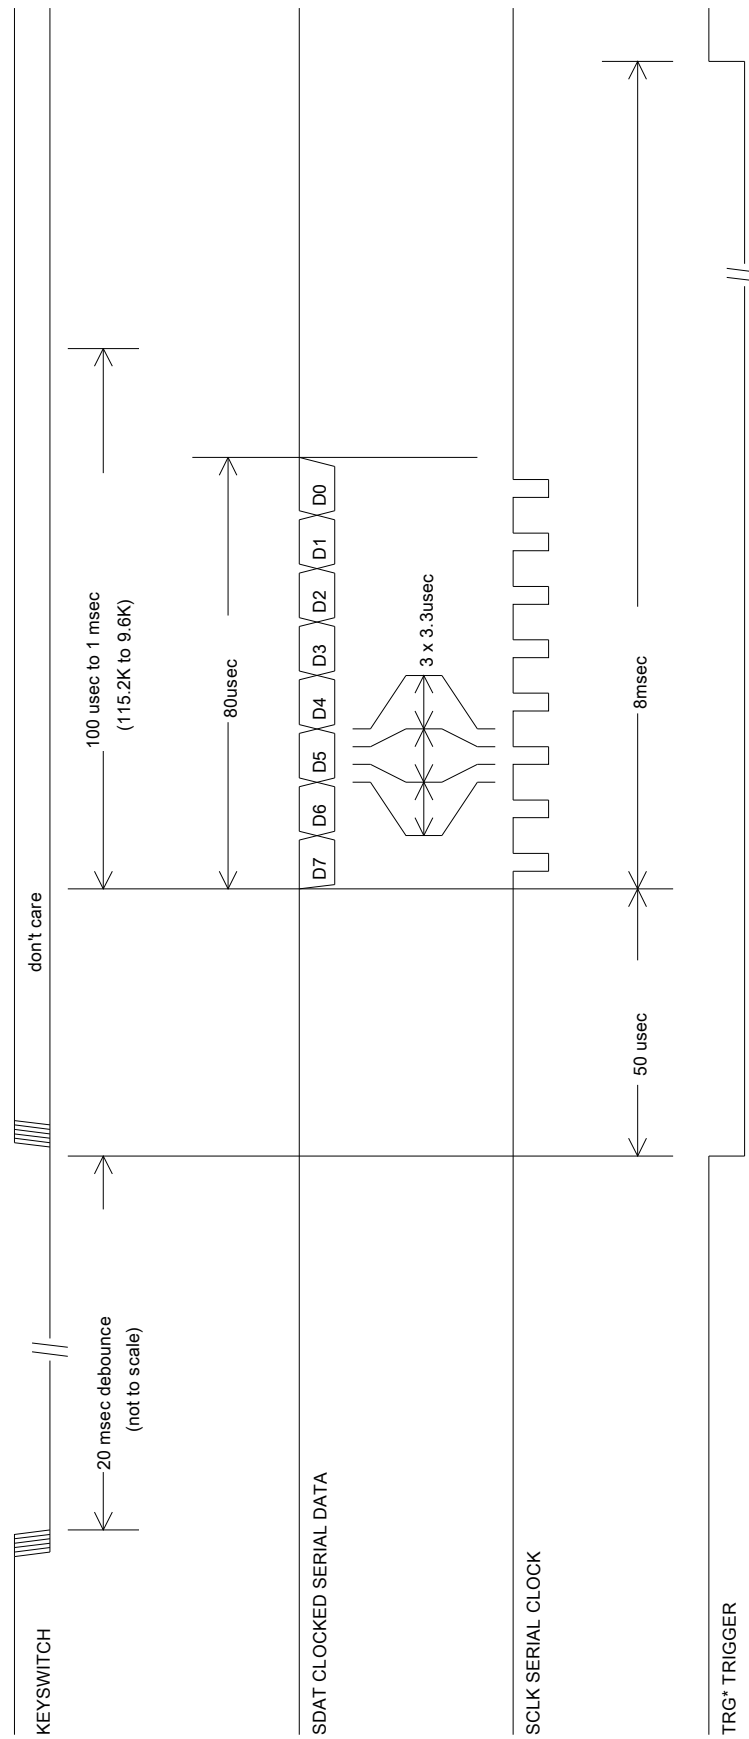 KEYSWITCH
20 msec debounce
(not to scale)
don't care
100 usec to 1 msec
(115.2K to 9.6K)
80usec
SDAT CLOCKED SERIAL DATA
D7 D6 D5 D4 D3 D2 D1 D0
3 x 3.3usec
SCLK SERIAL CLOCK
50 usec
8msec
TRG* TRIGGER